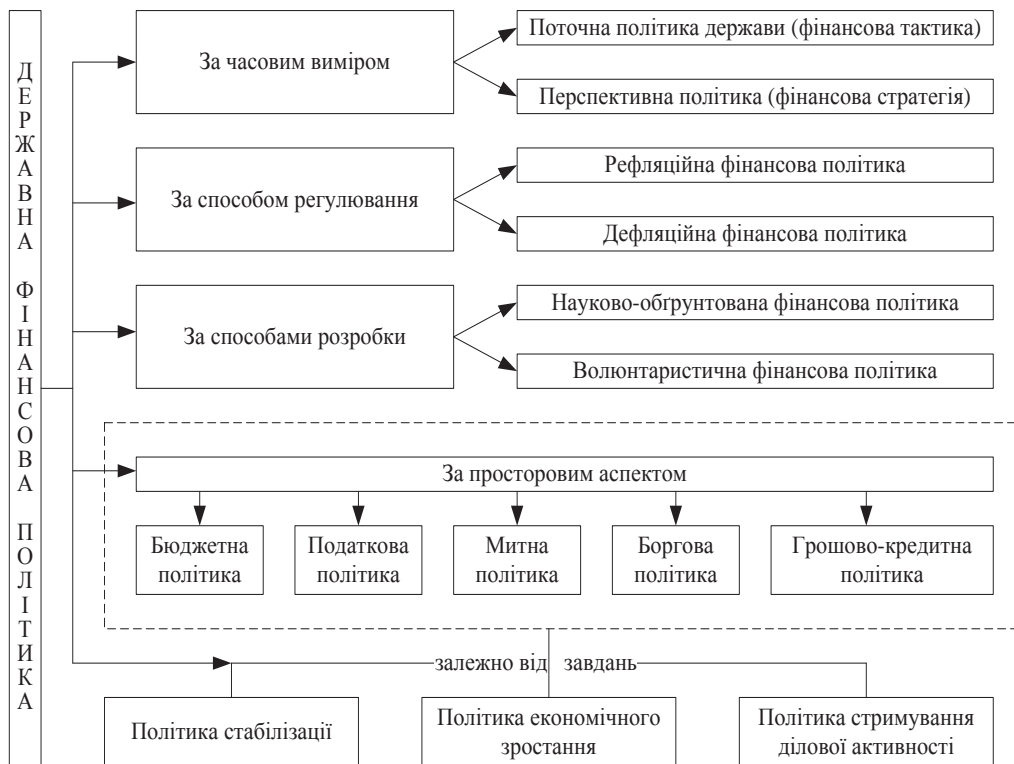 ДЕРЖАВНА ФІНАНСОВА ПОЛІТИКА
За часовим виміром
Поточна політика держави (фінансова тактика)
Перспективна політика (фінансова стратегія)
За способом регулювання
Рефляційна фінансова політика
Дефляційна фінансова політика
За способами розробки
Науково-обґрунтована фінансова політика
Волюнтаристична фінансова політика
За просторовим аспектом
Бюджетна
політика
Податкова
політика
Митна
політика
Боргова
політика
Грошово-кредитна
політика
залежно від завдань
Політика стабілізації
Політика економічного
зростання
Політика стримування
ділової активності